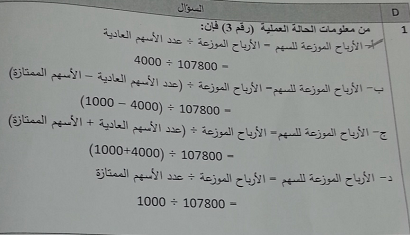 D السؤال
1 من معلومات الحالة العملية (رقم 3) فإن:
أ- الأرباح الموزعة للسهم = الأرباح الموزعة ÷ عدد الأسهم العادية
= 107800 ÷ 4000
ب- الأرباح الموزعة للسهم= الأرباح الموزعة ÷ (عدد الأسهم العادية - الأسهم الممتازة)
= 107800 ÷ (4000 - 1000)
ج- الأرباح الموزعة للسهم= الأرباح الموزعة ÷ (عدد الأسهم العادية + الأسهم الممتازة)
= 107800 ÷ (4000+1000)
د- الأرباح الموزعة للسهم = الأرباح الموزعة ÷ عدد الأسهم الممتازة
= 107800 ÷ 1000